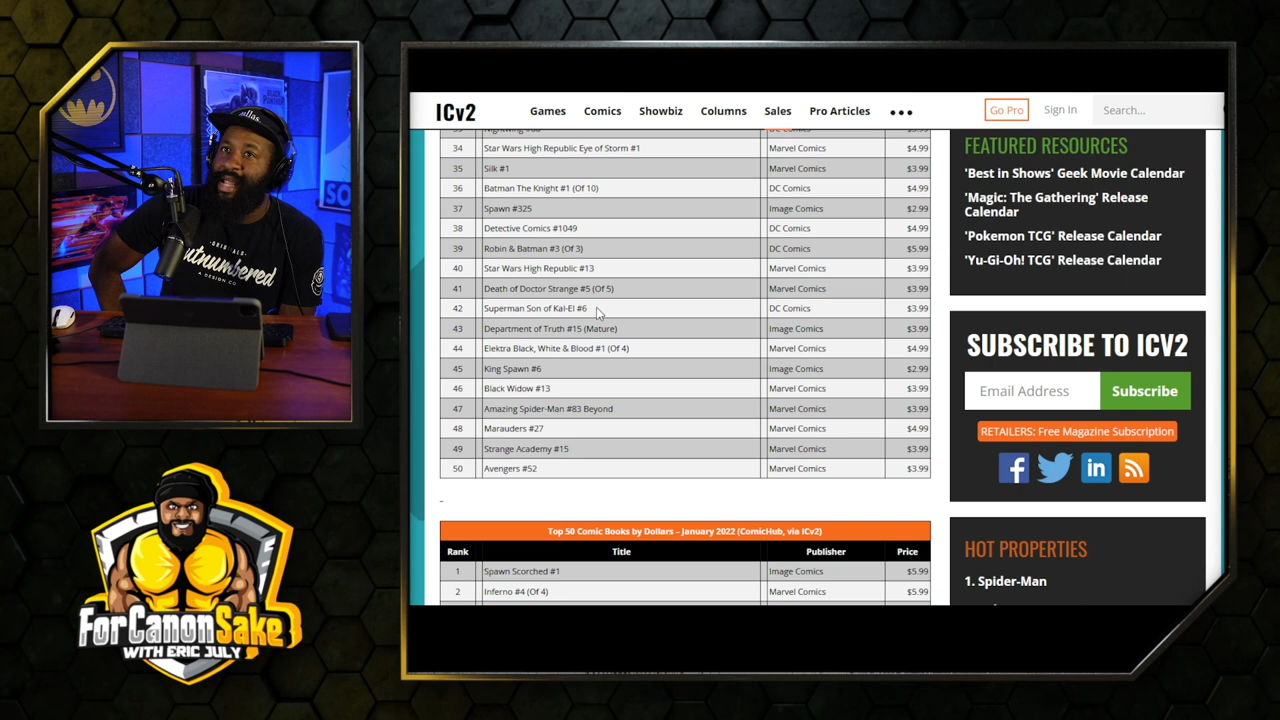 BLACK PANTHER
SO
Dallas.
ORIGINALS
Outnumbered
A DESIGN CO.
ForCanonSake
WITH ERIC JULY
ICv2
Games Comics Showbiz Columns Sales Pro Articles ••• Go Pro Sign In Search...
34 Star Wars High Republic Eye of Storm #1 Marvel Comics $4.99
35 Silk #1 Marvel Comics $3.99
36 Batman The Knight #1 (Of 10) DC Comics $4.99
37 Spawn #325 Image Comics $2.99
38 Detective Comics #1049 DC Comics $4.99
39 Robin & Batman #3 (Of 3) DC Comics $5.99
40 Star Wars High Republic #13 Marvel Comics $3.99
41 Death of Doctor Strange #5 (Of 5) Marvel Comics $3.99
42 Superman Son of Kal-El #6 DC Comics $3.99
43 Department of Truth #15 (Mature) Image Comics $3.99
44 Elektra Black, White & Blood #1 (Of 4) Marvel Comics $4.99
45 King Spawn #6 Image Comics $2.99
46 Black Widow #13 Marvel Comics $3.99
47 Amazing Spider-Man #83 Beyond Marvel Comics $3.99
48 Marauders #27 Marvel Comics $4.99
49 Strange Academy #15 Marvel Comics $3.99
50 Avengers #52 Marvel Comics $3.99
Top 50 Comic Books by Dollars – January 2022 (ComicHub, via ICv2)
Rank Title Publisher Price
1 Spawn Scorched #1 Image Comics $5.99
2 Inferno #4 (Of 4) Marvel Comics $5.99
FEATURED RESOURCES
'Best in Shows' Geek Movie Calendar
'Magic: The Gathering' Release
Calendar
'Pokemon TCG' Release Calendar
'Yu-Gi-Oh! TCG' Release Calendar
SUBSCRIBE TO ICV2
Email Address Subscribe
RETAILERS: Free Magazine Subscription
HOT PROPERTIES
1. Spider-Man